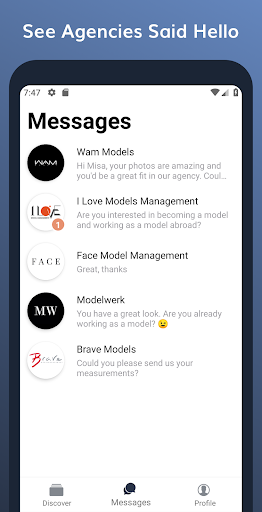 See Agencies Said Hello
7:47
Messages
WAM
Wam Models
Hi Misa, your photos are amazing and
you'd be a great fit in our agency. Coul…
I LOVE
1
I Love Models Management
Are you interested in becoming a model
and working as a model abroad?
FACE
Face Model Management
Great, thanks
MW
Modelwerk
You have a great look. Are you already
working as a model? 😉
Brave
Brave Models
Could you please send us your
measurements?
Discover
Messages
Profile